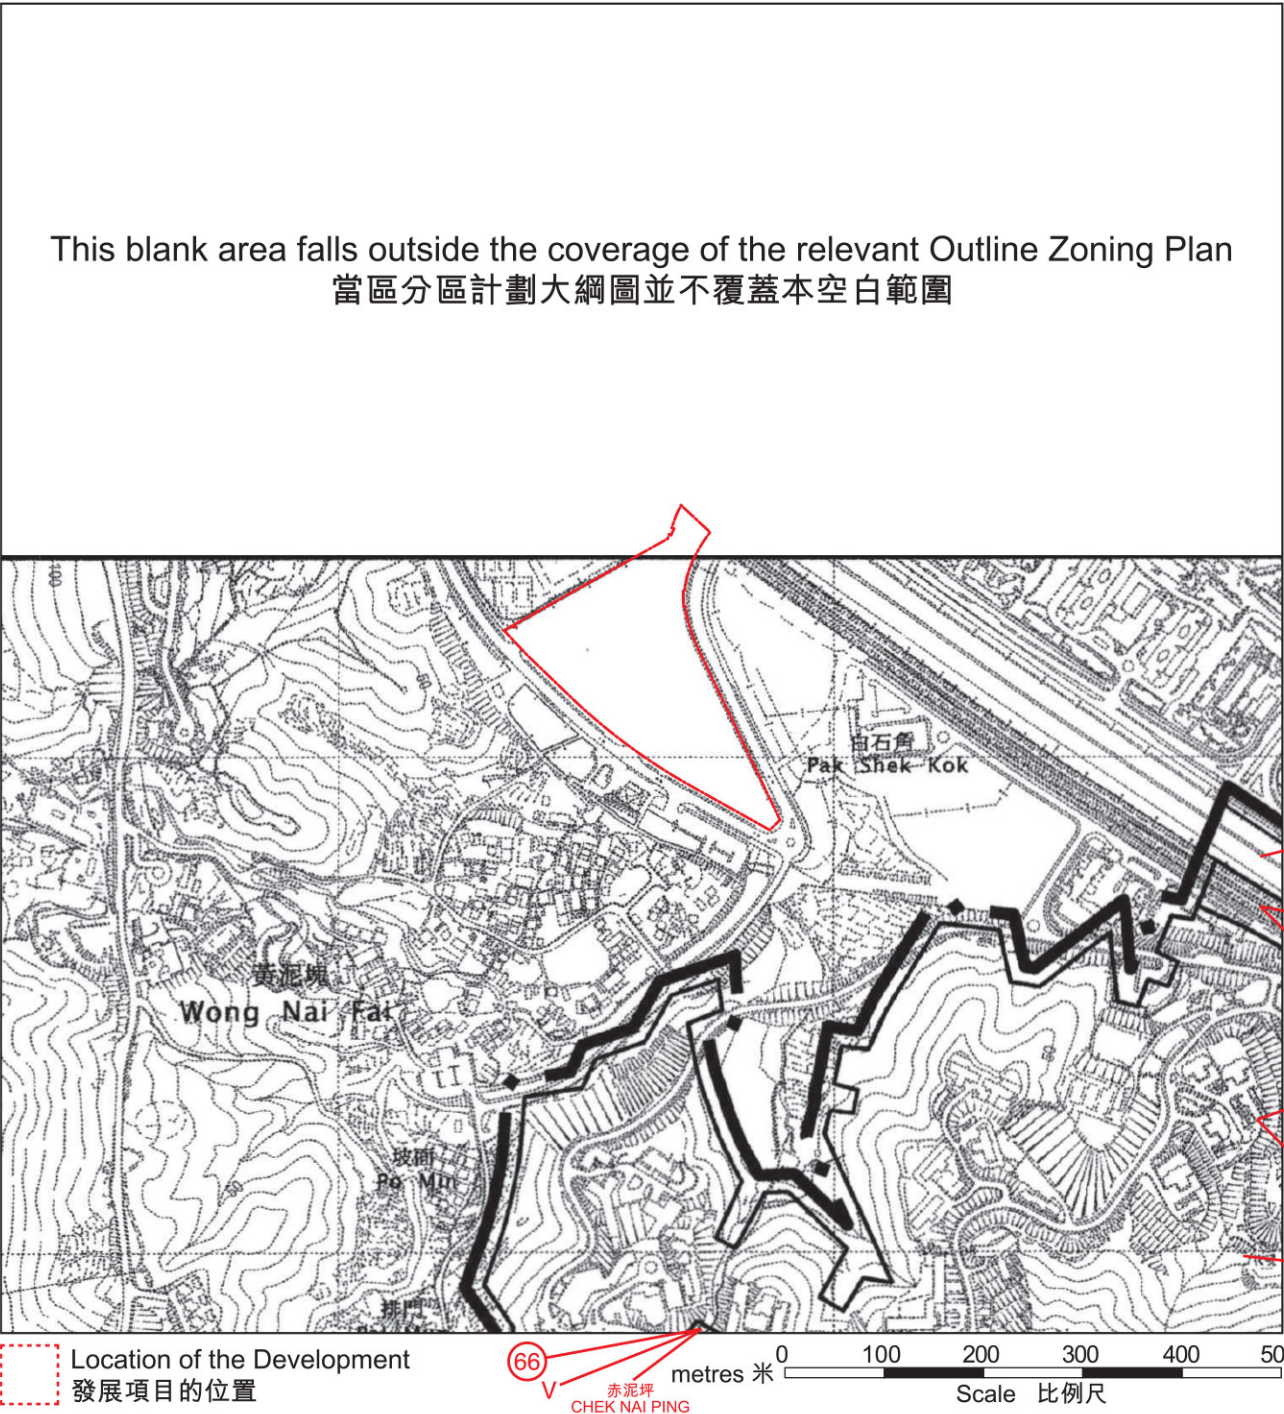 This blank area falls outside the coverage of the relevant Outline Zoning Plan
當區分區計劃大綱圖並不覆蓋本空白範圍
100
白石角
Pak Shek Kok
黃泥塊
Wong Nai Fai
坡面
Po Min
排門
Location of the Development
發展項目的位置
66
V
赤泥坪
CHEK NAI PING
metres 米
0 100 200 300 400 50
Scale 比例尺